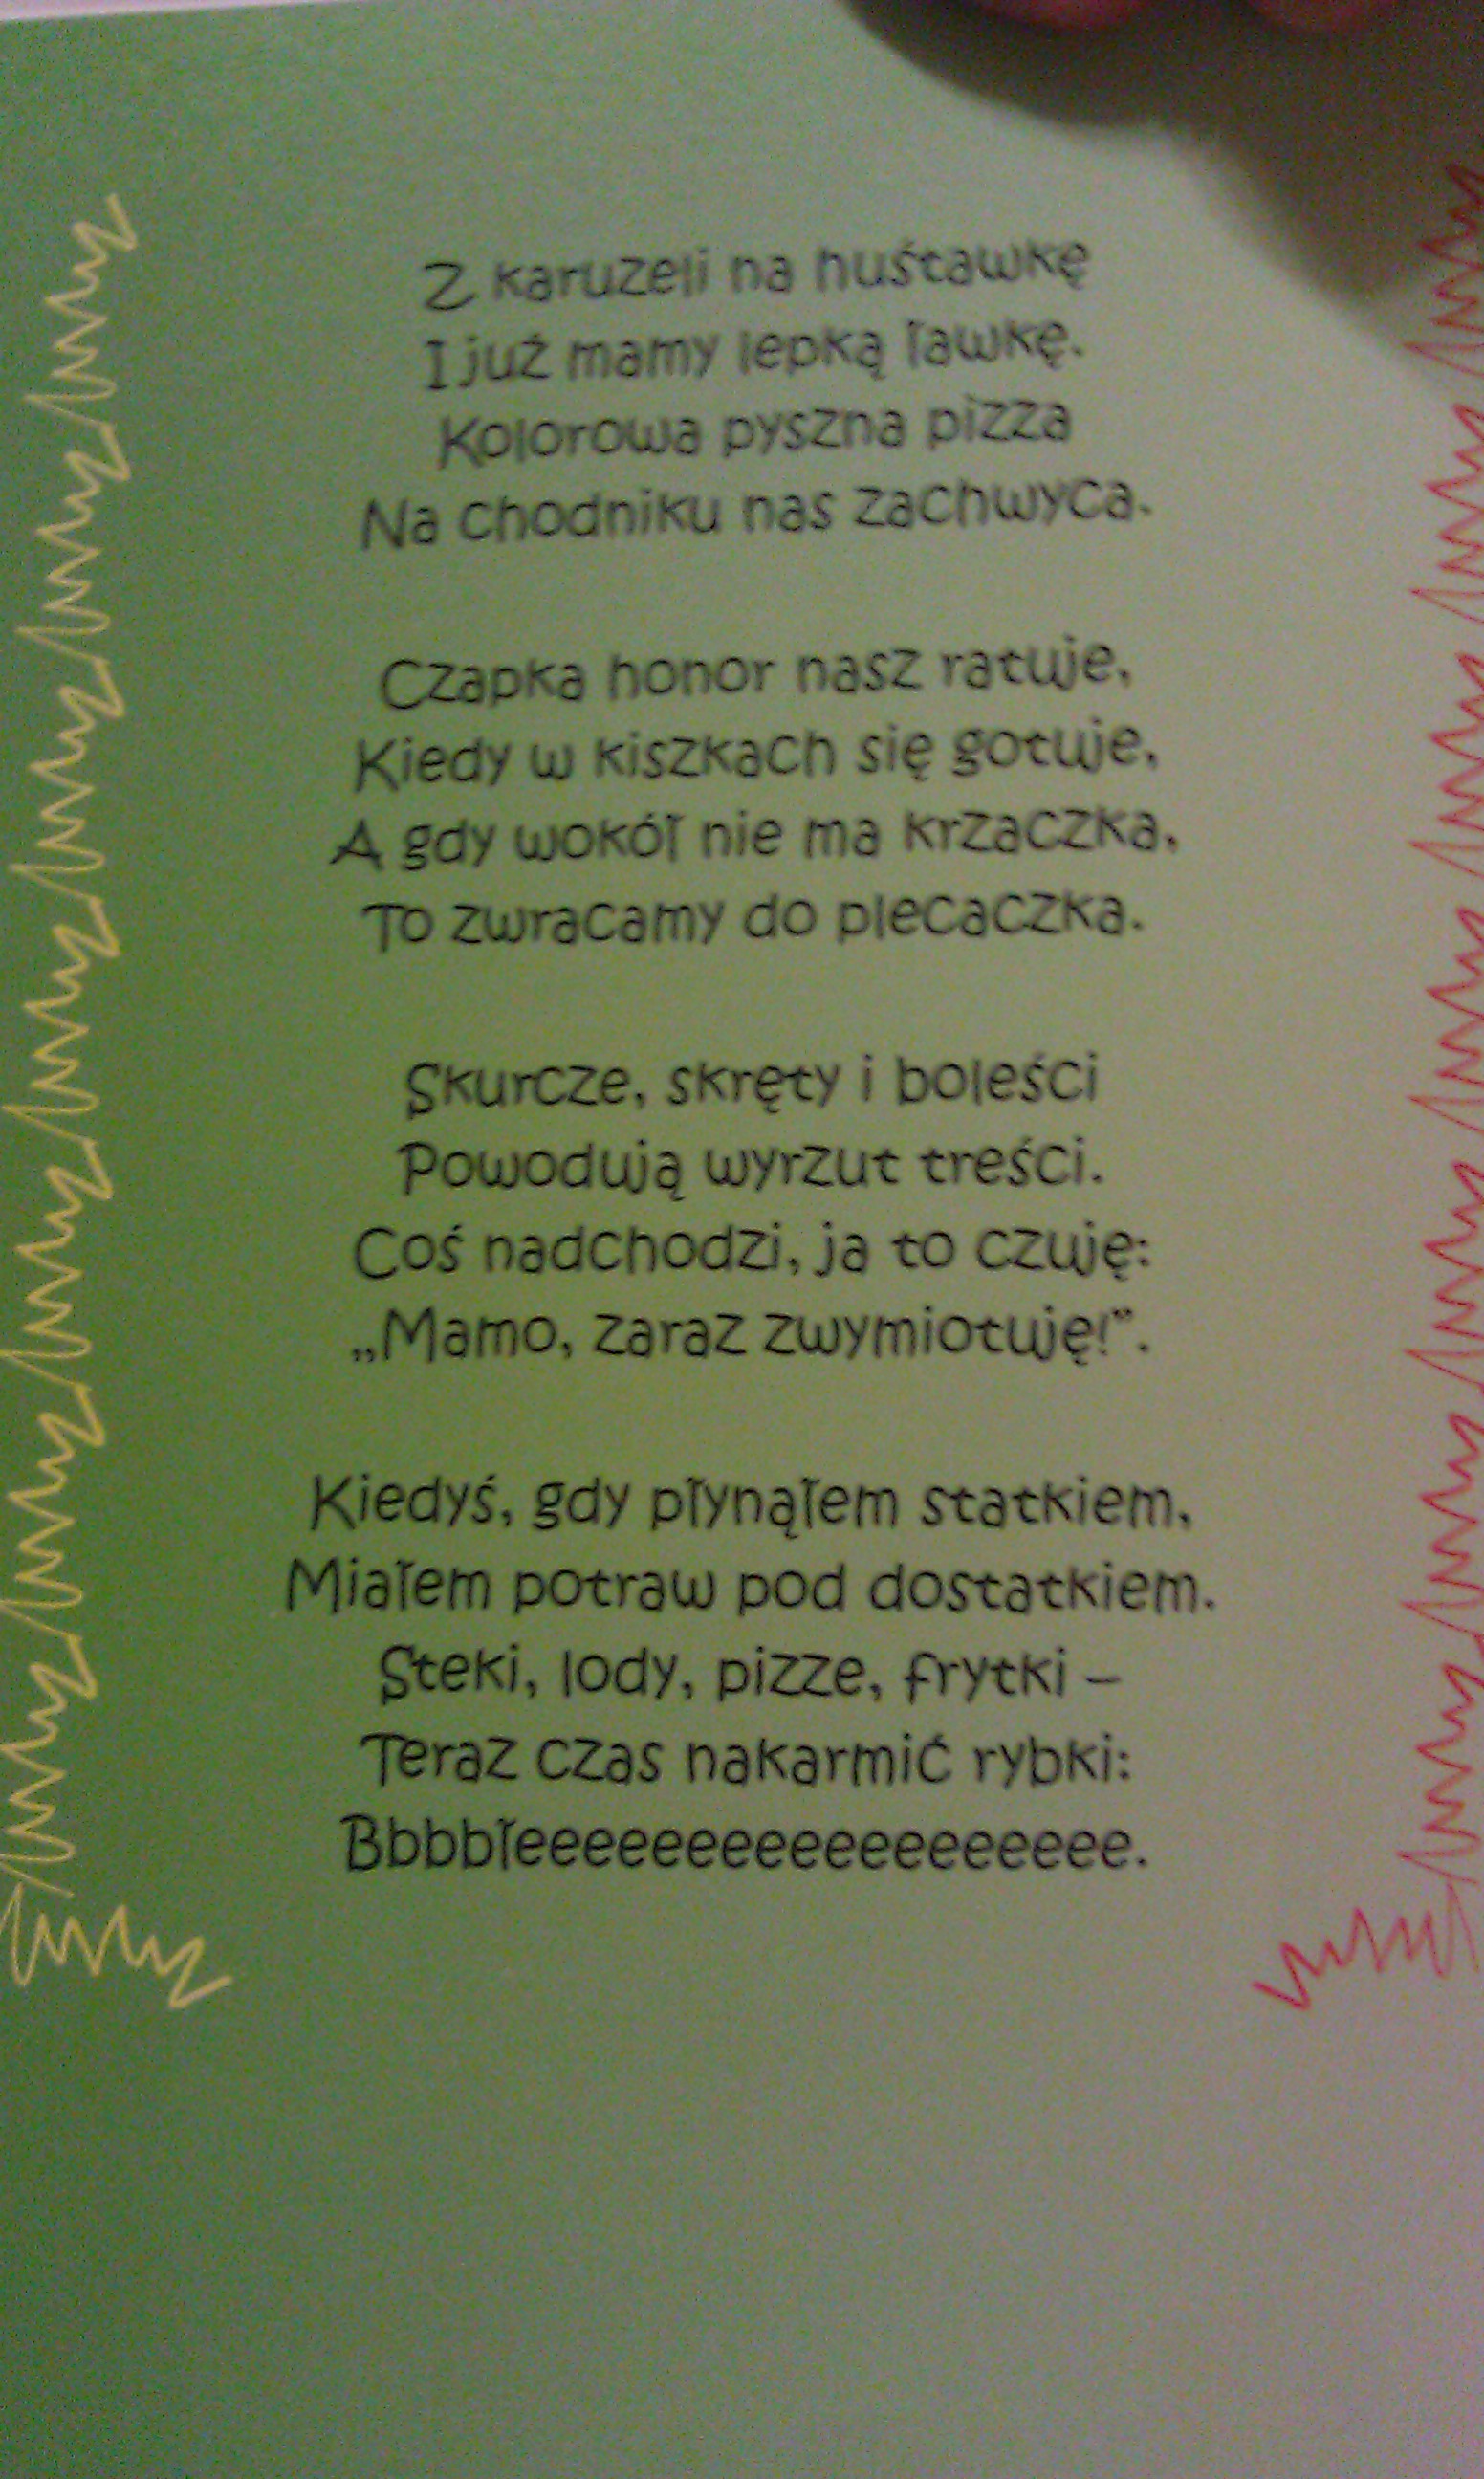 Z karuzeli na huśtawkę
I już mamy lepką ławkę.
Kolorowa pyszna pizza
Na chodniku nas zachwyca.
Czapka honor nasz ratuje,
Kiedy w kiszkach się gotuje,
A gdy wokół nie ma krzaczka,
To zwracamy do plecaczka.
Skurcze, skręty i boleści
Powodują wyrzut treści.
Coś nadchodzi, ja to czuję:
„Mamo, zaraz zwymiotuję!”.
Kiedyś, gdy płynąłem statkiem,
Miałem potraw pod dostatkiem.
Steki, lody, pizze, frytki –
Teraz czas nakarmić rybki:
Bbbbłeeeeeeeeeeeeeeeeee.